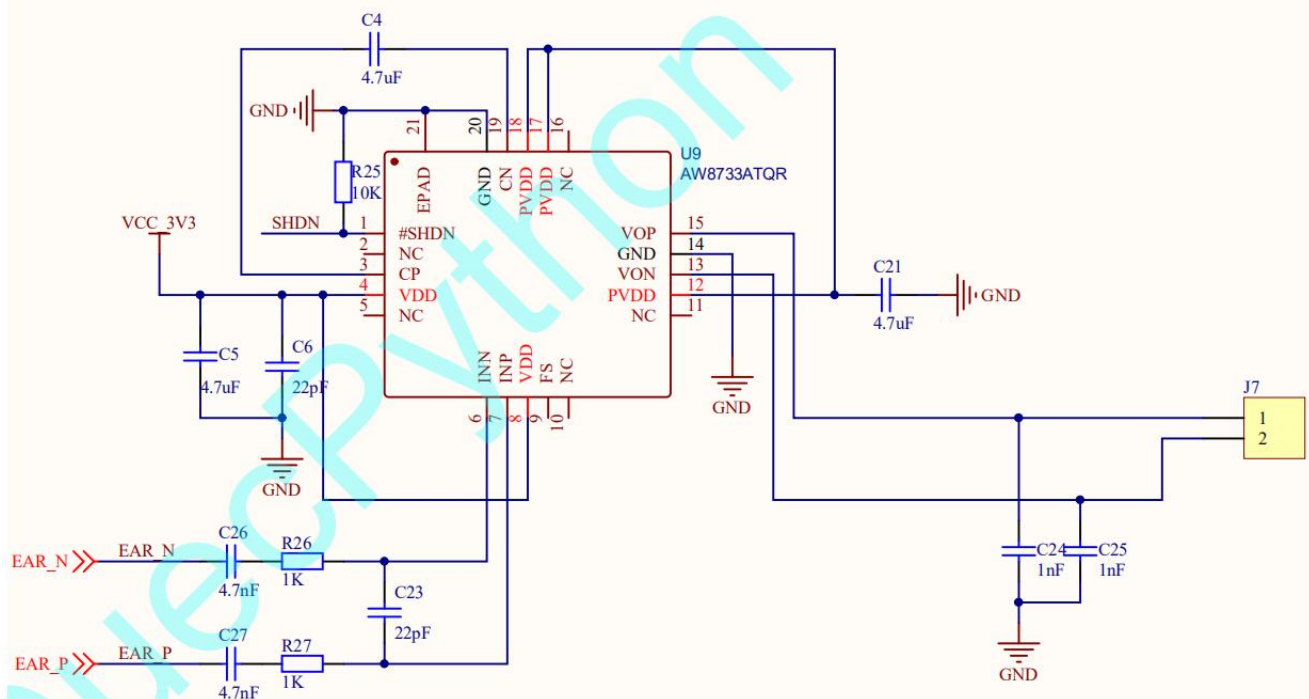 C4
4.7uF
GND
21
20
19
18
17
16
U9
AW8733ATQR
R25
10K
EPAD
GND
CN
PVDD
PVDD
NC
VCC_3V3
SHDN
1
#SHDN
VOP
15
2
NC
GND
14
3
CP
VON
13
4
VDD
PVDD
12
5
NC
NC
11
C21
4.7uF
GND
C5
4.7uF
C6
22pF
GND
INN
INP
VDD
FS
NC
6
7
8
9
10
GND
J7
1
2
EAR_N
EAR_N
C26
4.7nF
R26
1K
C23
22pF
C24
1nF
C25
1nF
EAR_P
EAR_P
C27
4.7nF
R27
1K
GND
uecPython